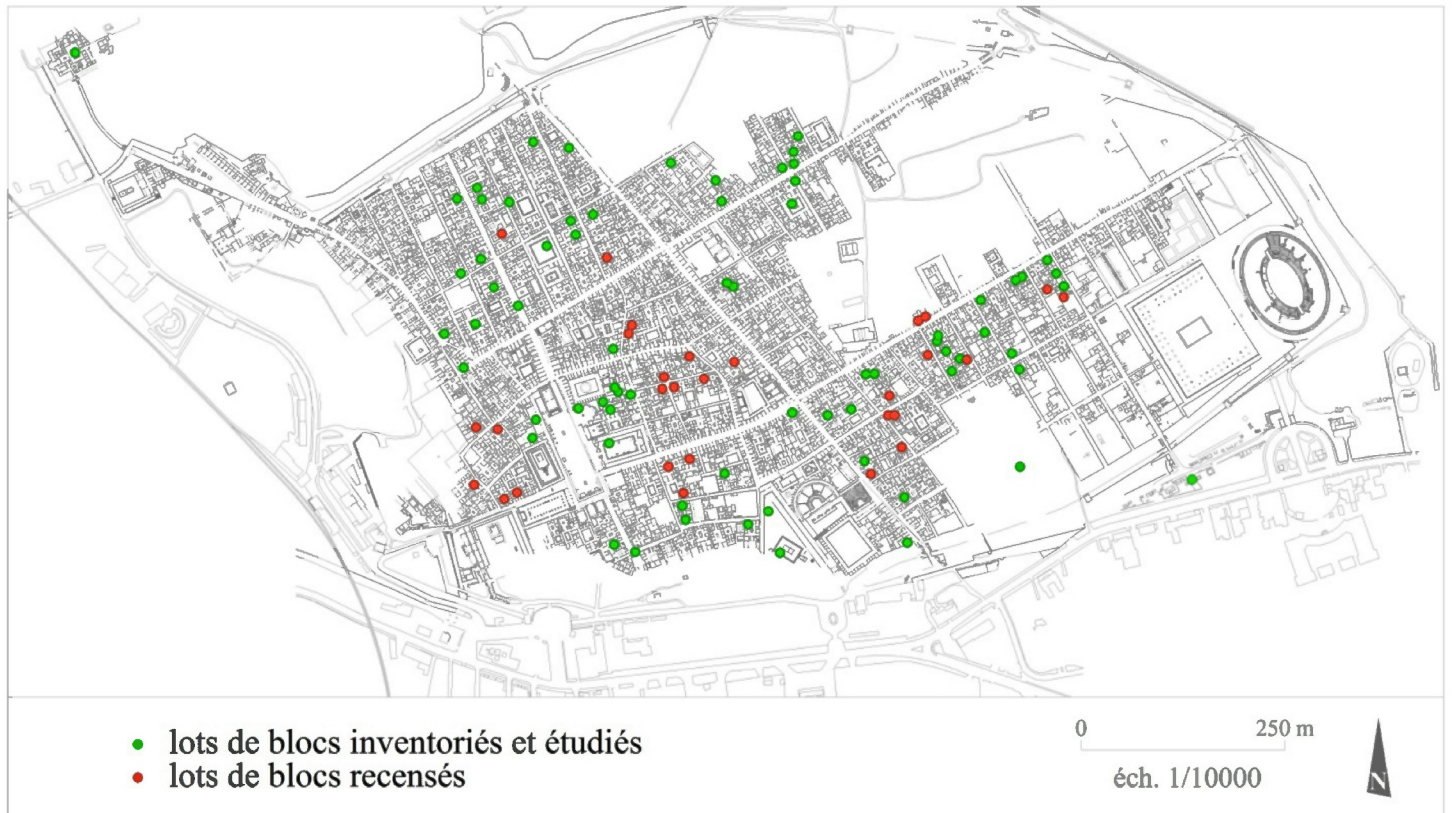 lots de blocs inventoriés et étudiés
lots de blocs recensés
0 250 m
éch. 1/10000
N